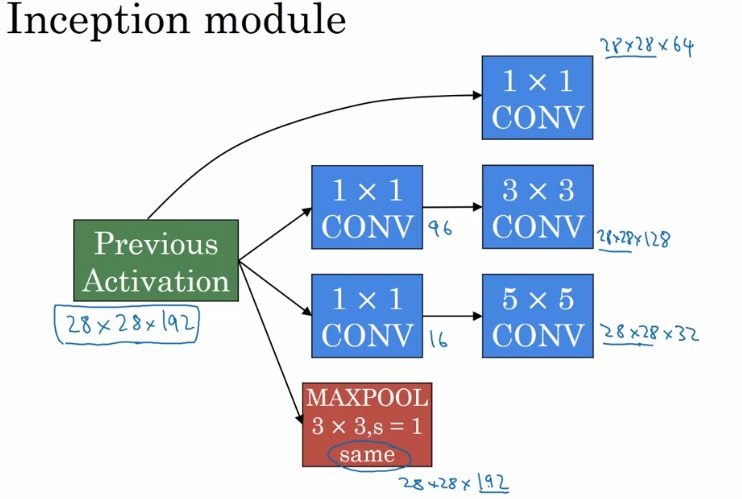 Inception module
28×28×64
1 × 1
CONV
1 × 1
CONV
96
3 × 3
CONV
28×28×128
Previous
Activation
28×28×192
1 × 1
CONV
16
5 × 5
CONV
28×28×32
MAXPOOL
3 × 3,s = 1
same
28×28×192